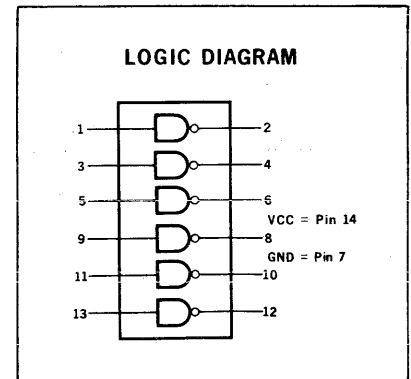 LOGIC DIAGRAM
1 2
3 4
5 6
VCC = Pin 14
9 8
GND = Pin 7
11 10
13 12